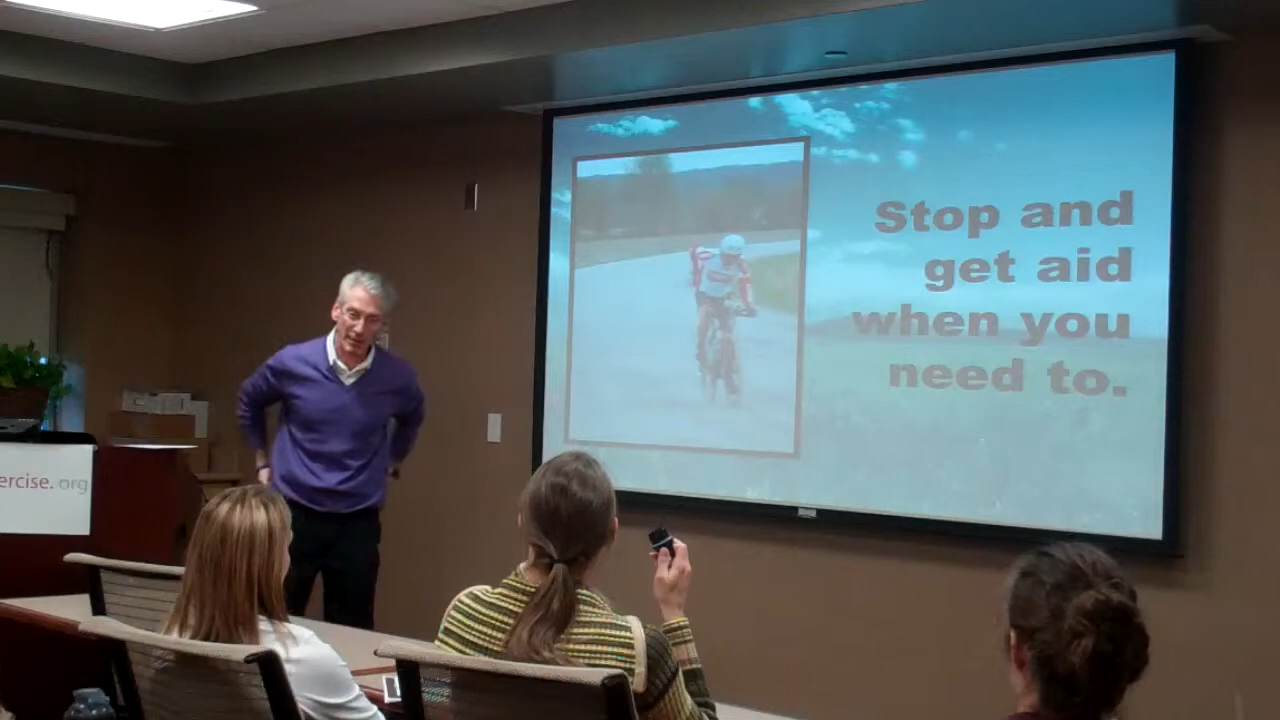 Stop and
get aid
when you
need to.
ercise.org